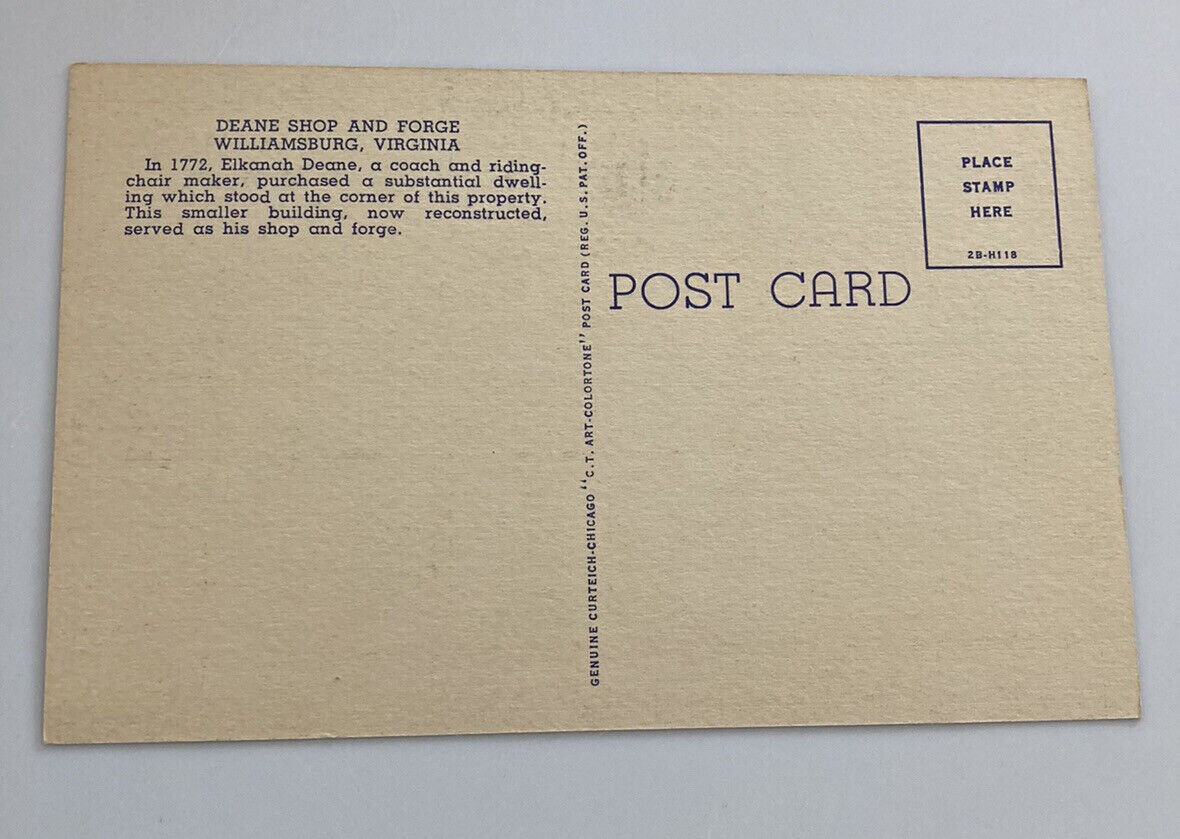 DEANE SHOP AND FORGE
WILLIAMSBURG, VIRGINIA
In 1772, Elkanah Deane, a coach and riding-
chair maker, purchased a substantial dwell-
ing which stood at the corner of this property.
This smaller building, now reconstructed,
served as his shop and forge.
GENUINE CURTEICH-CHICAGO "C.T. ART-COLORTONE" POST CARD (REG. U.S. PAT. OFF.)
POST CARD
PLACE
STAMP
HERE
2B-H118